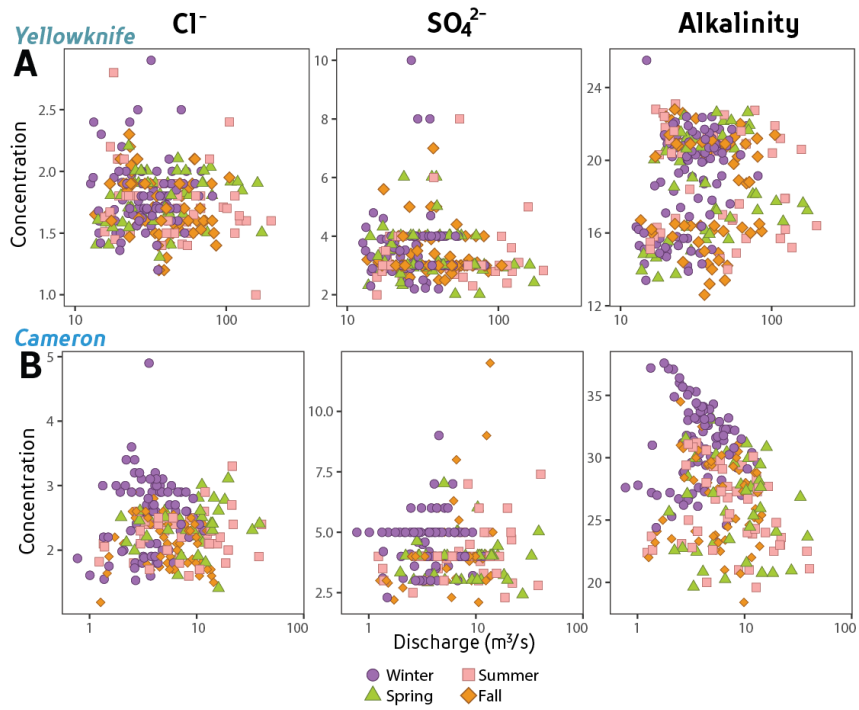 Yellowknife
Cl⁻ SO₄²⁻ Alkalinity
A
Concentration
2.5
2.0
1.5
1.0
10 100
10
8
6
4
2
10 100
24
20
16
12
10 100
Cameron
B
Concentration
5
4
3
2
1 10 100
10.0
7.5
5.0
2.5
1 10 100
35
30
25
20
1 10 100
Discharge (m³/s)
Winter Summer
Spring Fall